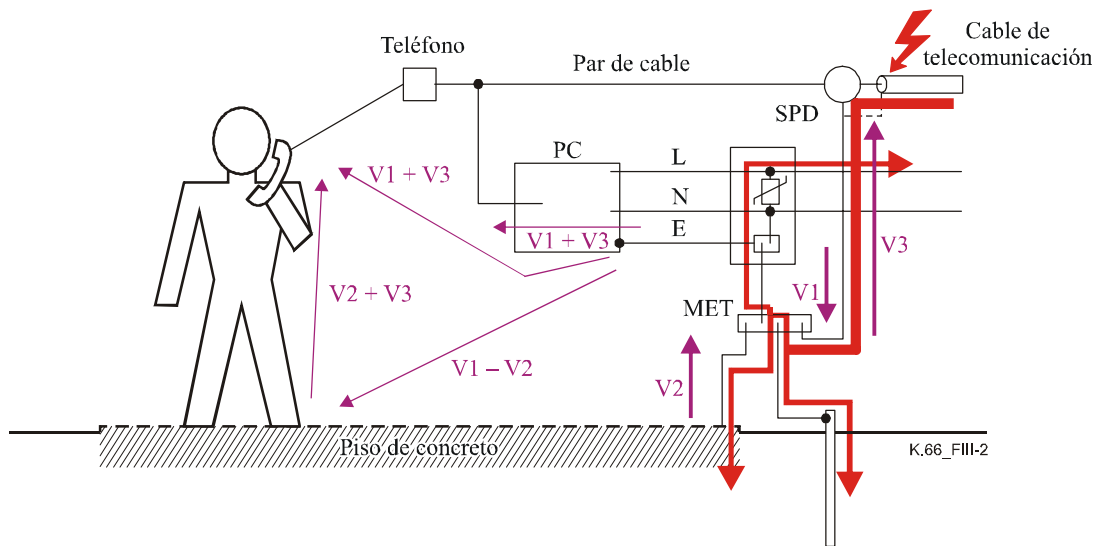 Teléfono
Par de cable
Cable de
telecomunicación
SPD
PC
L
N
E
V1 + V3
V1 + V3
V2 + V3
V1
V3
MET
V1 – V2
V2
Piso de concreto
K.66_FIII-2